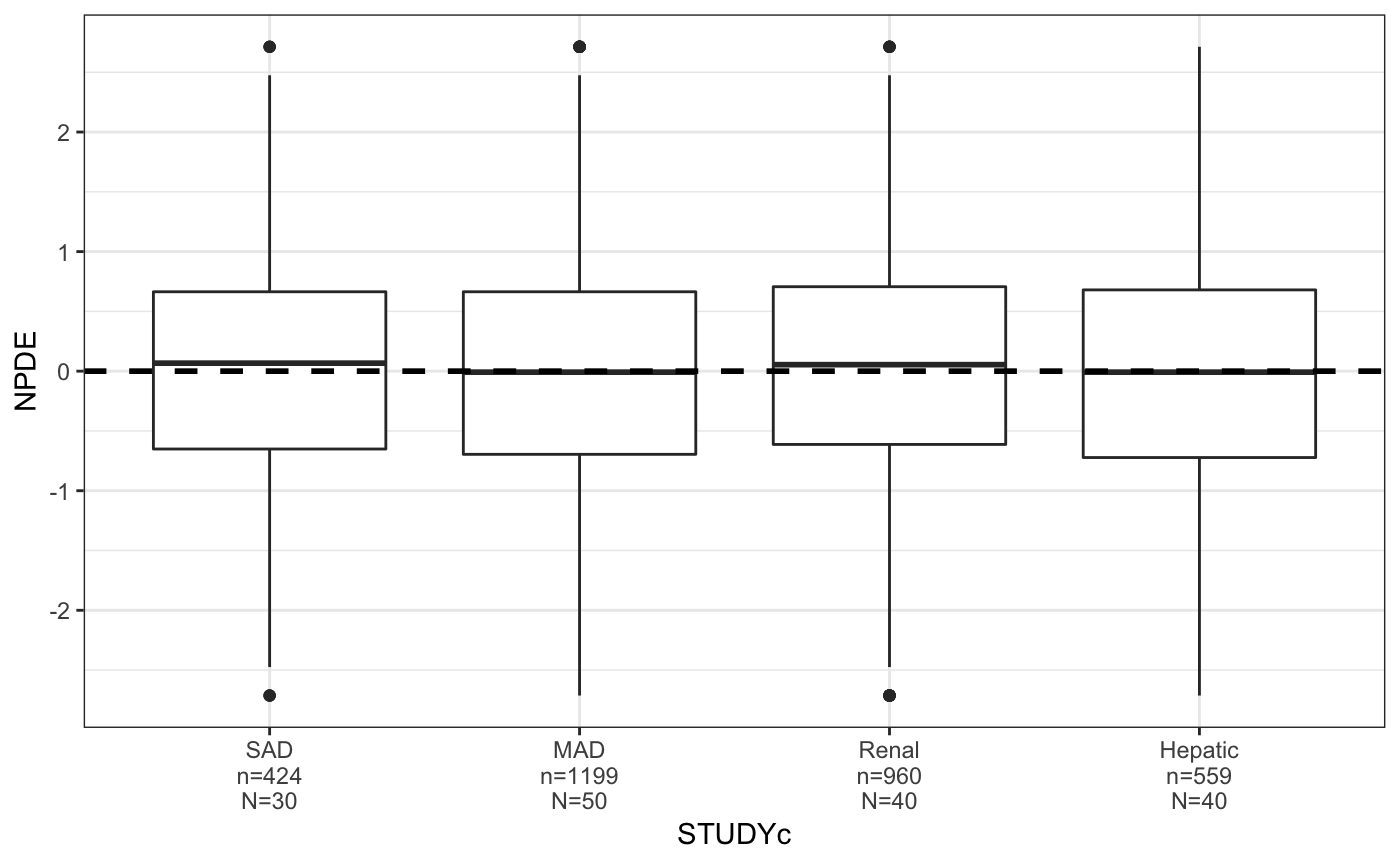 NPDE
2
1
0
-1
-2
SAD MAD Renal Hepatic
n=424 n=1199 n=960 n=559
N=30 N=50 N=40 N=40
STUDYc